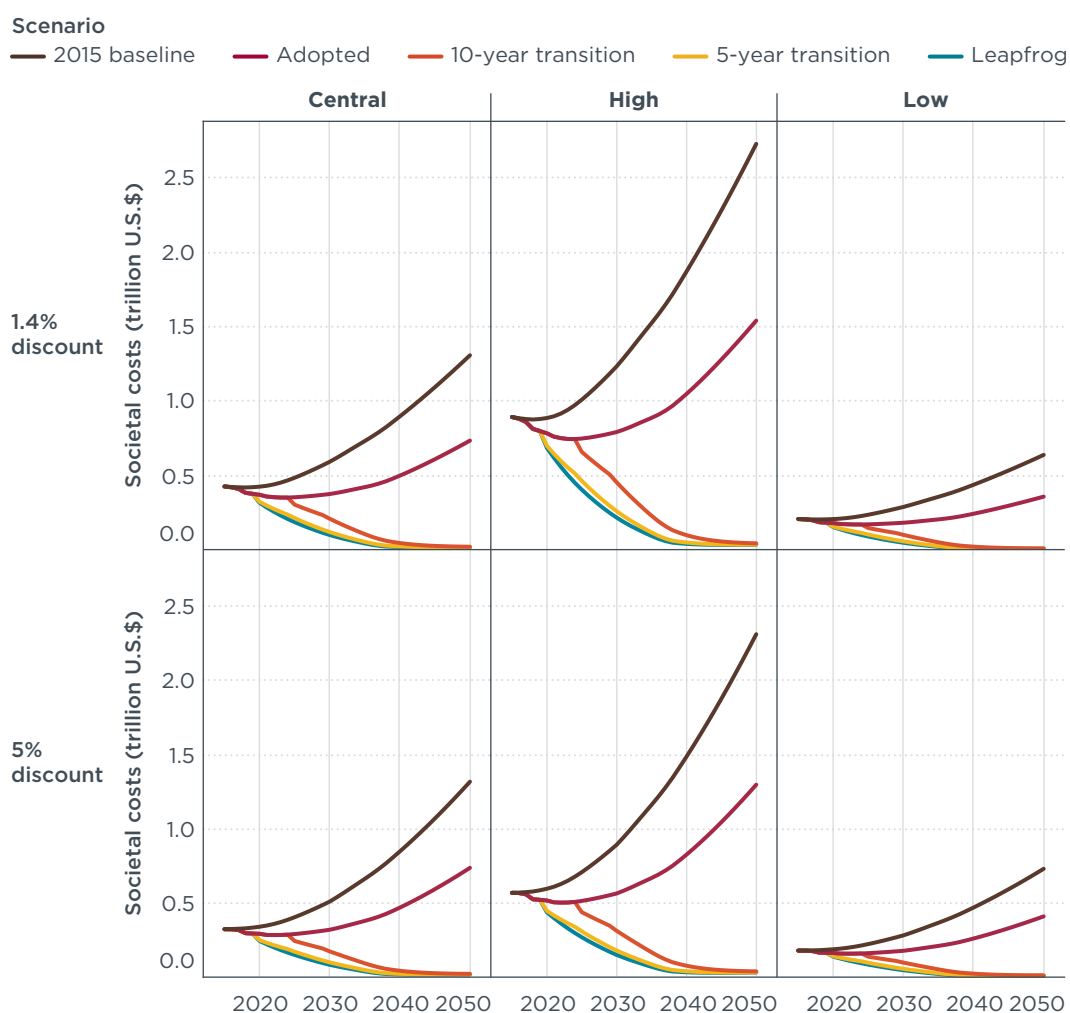 Scenario
2015 baseline Adopted 10-year transition 5-year transition Leapfrog
Central High Low
1.4%
discount
Societal costs (trillion U.S.$)
2.5
2.0
1.5
1.0
0.5
0.0
5%
discount
Societal costs (trillion U.S.$)
2.5
2.0
1.5
1.0
0.5
0.0
2020 2030 2040 2050 2020 2030 2040 2050 2020 2030 2040 2050